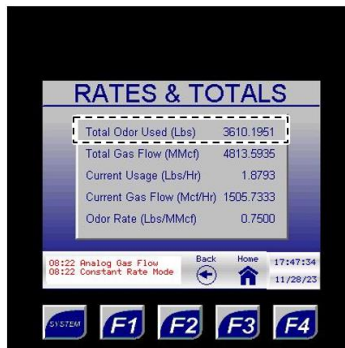 RATES & TOTALS
Total Odor Used (Lbs) 3610.1951
Total Gas Flow (MMcf) 4813.5935
Current Usage (Lbs/Hr) 1.8793
Current Gas Flow (Mcf/Hr) 1505.7333
Odor Rate (Lbs/MMcf) 0.7500
08:22 Analog Gas Flow
08:22 Constant Rate Mode
Back
Home
17:47:34
11/28/23
SYSTEM
F1
F2
F3
F4